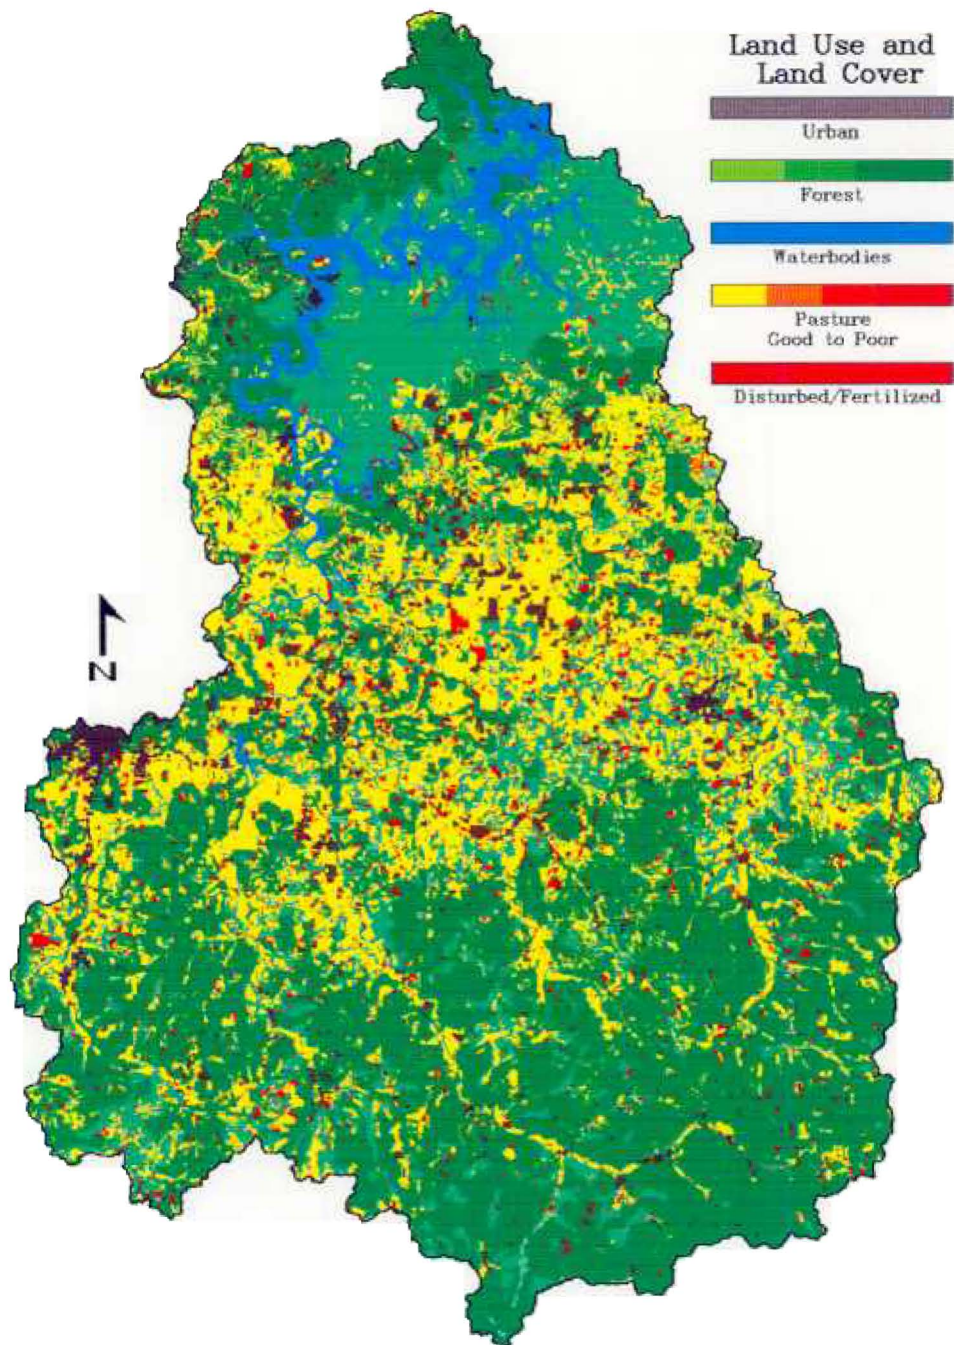 Land Use and
Land Cover
Urban
Forest
Waterbodies
Pasture
Good to Poor
Disturbed/Fertilized
N